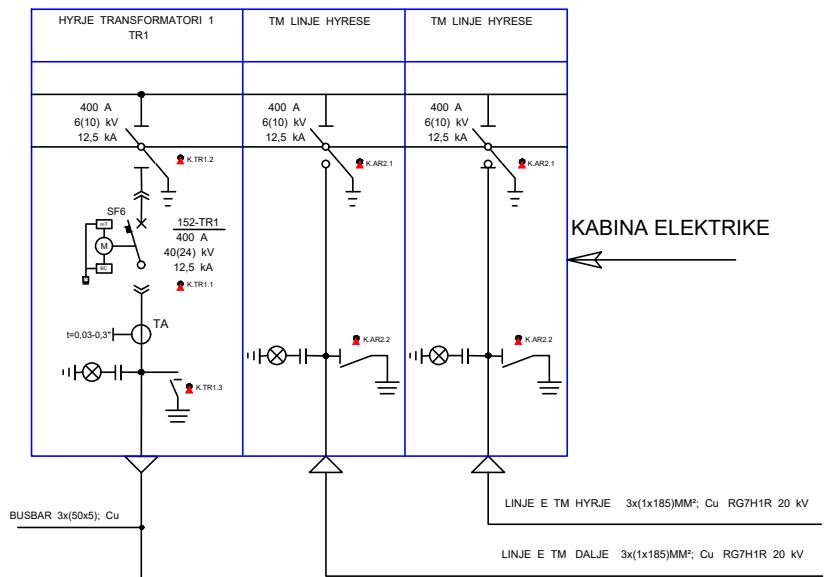 HYRJE TRANSFORMATORI 1
TR1
TM LINJE HYRESE
TM LINJE HYRESE
400 A
6(10) kV
12,5 kA
K.TR1.2
400 A
6(10) kV
12,5 kA
K.AR2.1
400 A
6(10) kV
12,5 kA
K.AR2.1
SF6
mT
M
BC
152-TR1
400 A
40(24) kV
12,5 kA
K.TR1.1
KABINA ELEKTRIKE
t=0,03-0,3"
TA
K.AR2.2
K.AR2.2
K.TR1.3
BUSBAR 3x(50x5); Cu
LINJE E TM HYRJE 3x(1x185)MM²; Cu RG7H1R 20 kV
LINJE E TM DALJE 3x(1x185)MM²; Cu RG7H1R 20 kV